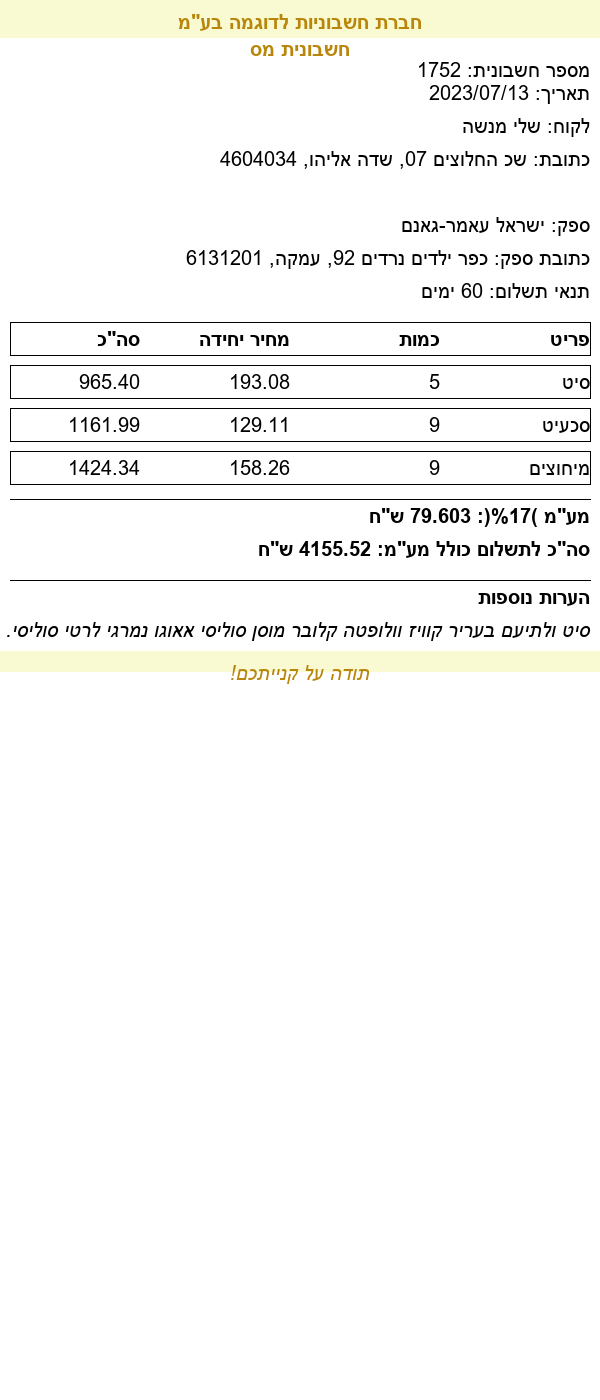 חברת חשבוניות לדוגמה בע"מ
חשבונית מס
מספר חשבונית: 1752
תאריך: 2023/07/13
לקוח: שלי מנשה
כתובת: שכ החלוצים 07, שדה אליהו, 4604034
ספק: ישראל עאמר-גאנם
כתובת ספק: כפר ילדים נרדים 92, עמקה, 6131201
תנאי תשלום: 60 ימים
פריט כמות מחיר יחידה סה"כ
סיט 5 193.08 965.40
סכעיט 9 129.11 1161.99
מיחוצים 9 158.26 1424.34
מע"מ )17%(: 79.603 ש"ח
סה"כ לתשלום כולל מע"מ: 4155.52 ש"ח
הערות נוספות
סיט ולתיעם בעריר קוויז וולופטה קלובר מוסן סוליסי אאוגו נמרגי לרטי סוליסי.
תודה על קנייתכם!